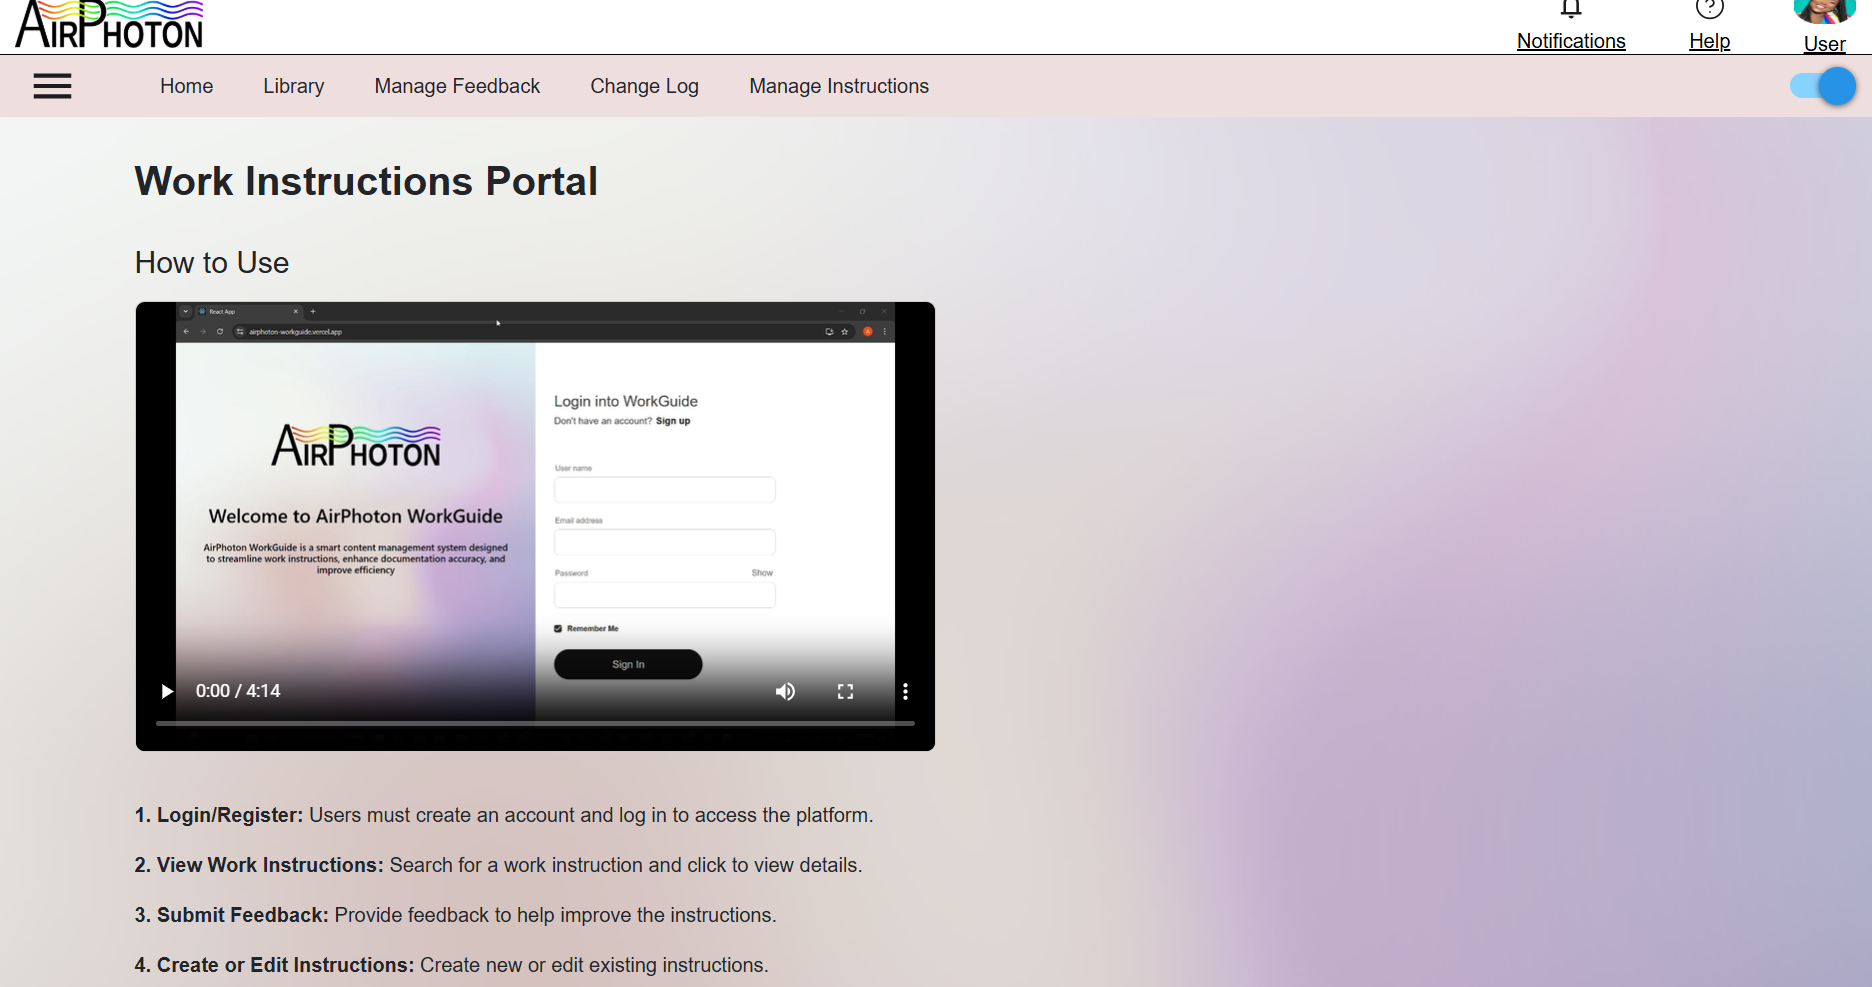 AIRPHOTON
Notifications
Help
User
Home
Library
Manage Feedback
Change Log
Manage Instructions
Work Instructions Portal
How to Use
React App
airphoton-workguide.vercel.app
AIRPHOTON
Welcome to AirPhoton WorkGuide
AirPhoton WorkGuide is a smart content management system designed
to streamline work instructions, enhance documentation accuracy, and
improve efficiency
Login into WorkGuide
Don't have an account? Sign up
User name
Email address
Password
Show
Remember Me
Sign In
0:00 / 4:14
1. Login/Register: Users must create an account and log in to access the platform.
2. View Work Instructions: Search for a work instruction and click to view details.
3. Submit Feedback: Provide feedback to help improve the instructions.
4. Create or Edit Instructions: Create new or edit existing instructions.